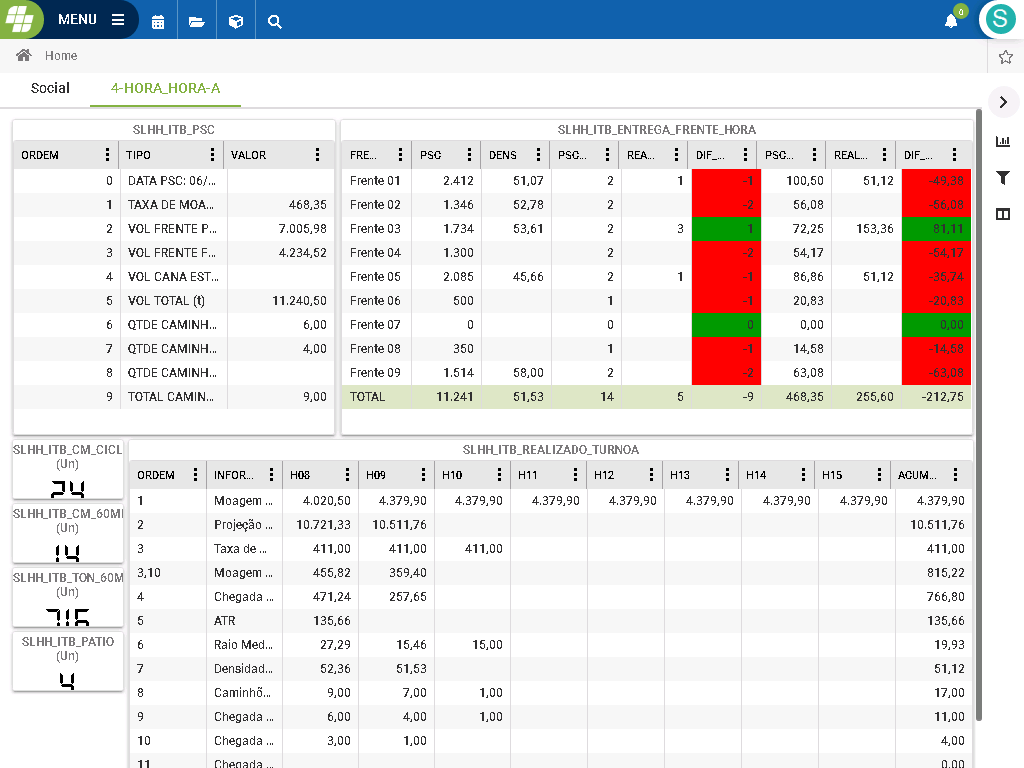 MENU 0 S
Home
Social 4-HORA_HORA-A
SLHH_ITB_PSC
ORDEM TIPO VALOR
0 DATA PSC: 06/...
1 TAXA DE MOA... 468,35
2 VOL FRENTE P... 7.005,98
3 VOL FRENTE F... 4.234,52
4 VOL CANA EST...
5 VOL TOTAL (t) 11.240,50
6 QTDE CAMINH... 6,00
7 QTDE CAMINH... 4,00
8 QTDE CAMINH...
9 TOTAL CAMIN... 9,00
SLHH_ITB_ENTREGA_FRENTE_HORA
FRE... PSC DENS PSC... REA... DIF_... PSC... REAL... DIF_...
Frente 01 2.412 51,07 2 1 -1 100,50 51,12 -49,38
Frente 02 1.346 52,78 2 -2 56,08 -56,08
Frente 03 1.734 53,61 2 3 1 72,25 153,36 81,11
Frente 04 1.300 2 -2 54,17 -54,17
Frente 05 2.085 45,66 2 1 -1 86,86 51,12 -35,74
Frente 06 500 1 -1 20,83 -20,83
Frente 07 0 0 0 0,00 0,00
Frente 08 350 1 -1 14,58 -14,58
Frente 09 1.514 58,00 2 -2 63,08 -63,08
TOTAL 11.241 51,53 14 5 -9 468,35 255,60 -212,75
SLHH_ITB_CM_CICL
(Un)
24
SLHH_ITB_CM_60MI
(Un)
14
SLHH_ITB_TON_60M
(Un)
716
SLHH_ITB_PATIO
(Un)
4
SLHH_ITB_REALIZADO_TURNOA
ORDEM INFOR... H08 H09 H10 H11 H12 H13 H14 H15 ACUM...
1 Moagem ... 4.020,50 4.379,90 4.379,90 4.379,90 4.379,90 4.379,90 4.379,90 4.379,90 4.379,90
2 Projeção ... 10.721,33 10.511,76 10.511,76
3 Taxa de ... 411,00 411,00 411,00 411,00
3,10 Moagem ... 455,82 359,40 815,22
4 Chegada ... 471,24 257,65 766,80
5 ATR 135,66 135,66
6 Raio Med... 27,29 15,46 15,00 19,93
7 Densidad... 52,36 51,53 51,12
8 Caminhõ... 9,00 7,00 1,00 17,00
9 Chegada ... 6,00 4,00 1,00 11,00
10 Chegada ... 3,00 1,00 4,00
11 Chegada ... 0,00